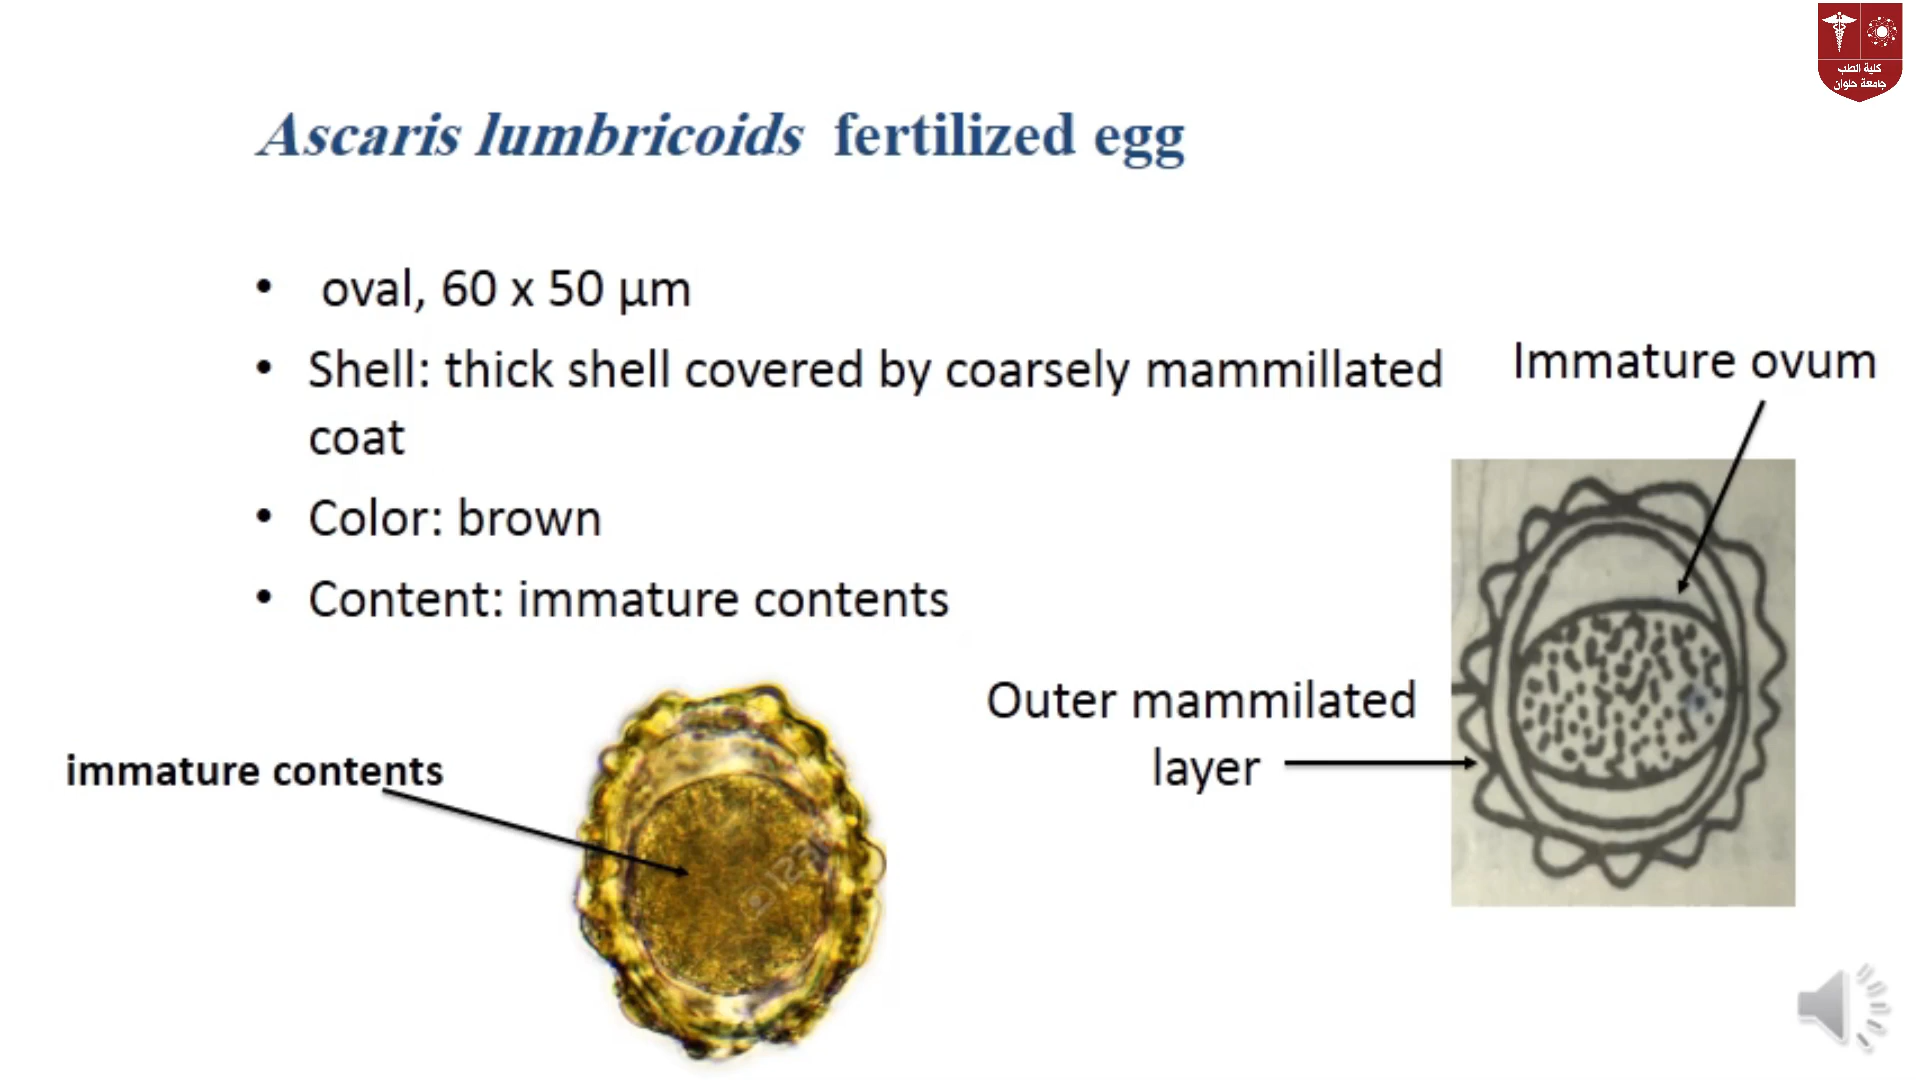 كلية الطب
جامعة حلوان
Ascaris lumbricoids fertilized egg
• oval, 60 x 50 µm
• Shell: thick shell covered by coarsely mammillated
coat
• Color: brown
• Content: immature contents
Immature ovum
Outer mammilated
layer
immature contents